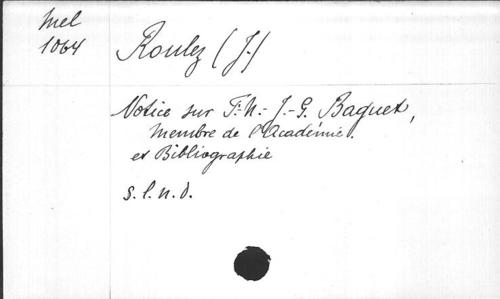 Mel
1064
Roulez (J.)
Notice sur F.-N.-J.-G. Baguet,
membre de l'Académie.
et Bibliographie
s.l.n.d.